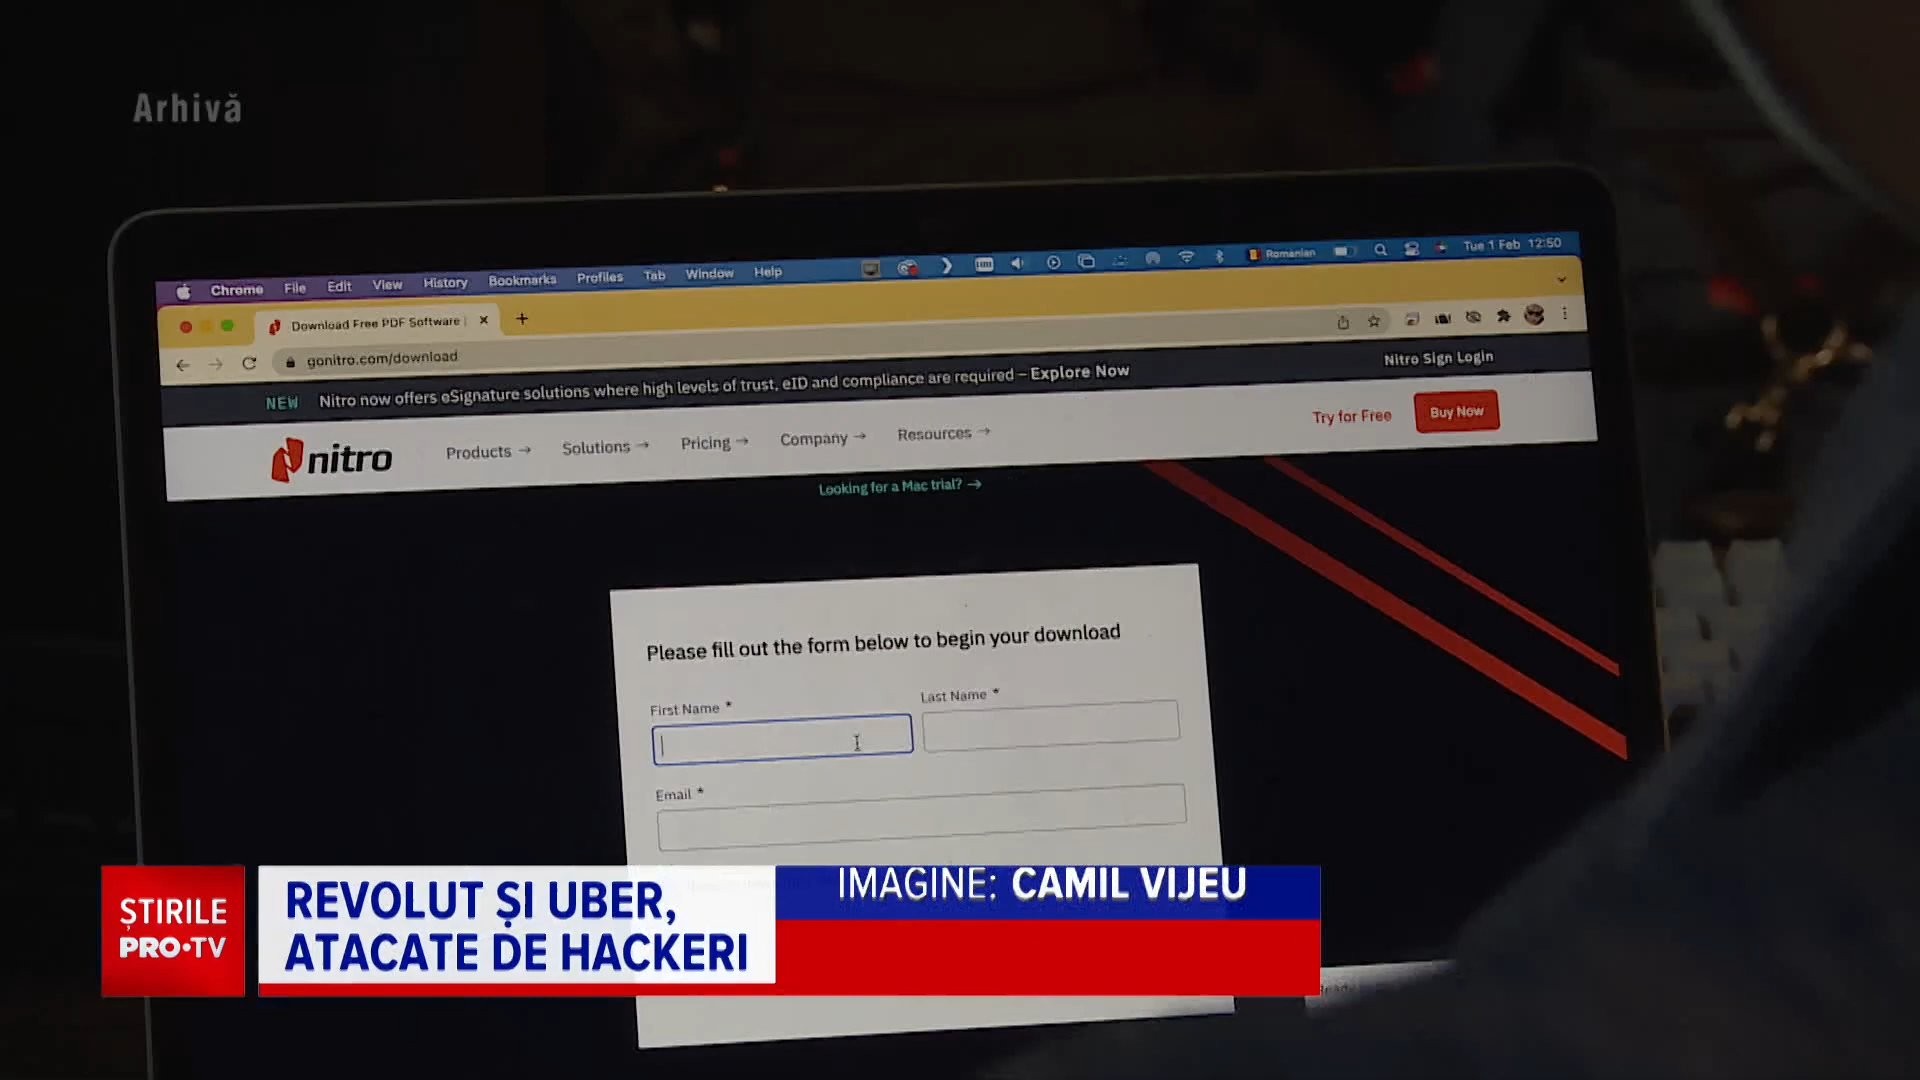 Arhivă
Chrome File Edit View History Bookmarks Profiles Tab Window Help Romanian Tue 1 Feb 12:50
Download Free PDF Software
gonitro.com/download
NEW Nitro now offers eSignature solutions where high levels of trust, eID and compliance are required – Explore Now Nitro Sign Login
nitro Products → Solutions → Pricing → Company → Resources → Try for Free Buy Now
Looking for a Mac trial? →
Please fill out the form below to begin your download
First Name * Last Name *
Email *
ȘTIRILE
PRO•TV
REVOLUT ȘI UBER,
ATACATE DE HACKERI
IMAGINE: CAMIL VIJEU